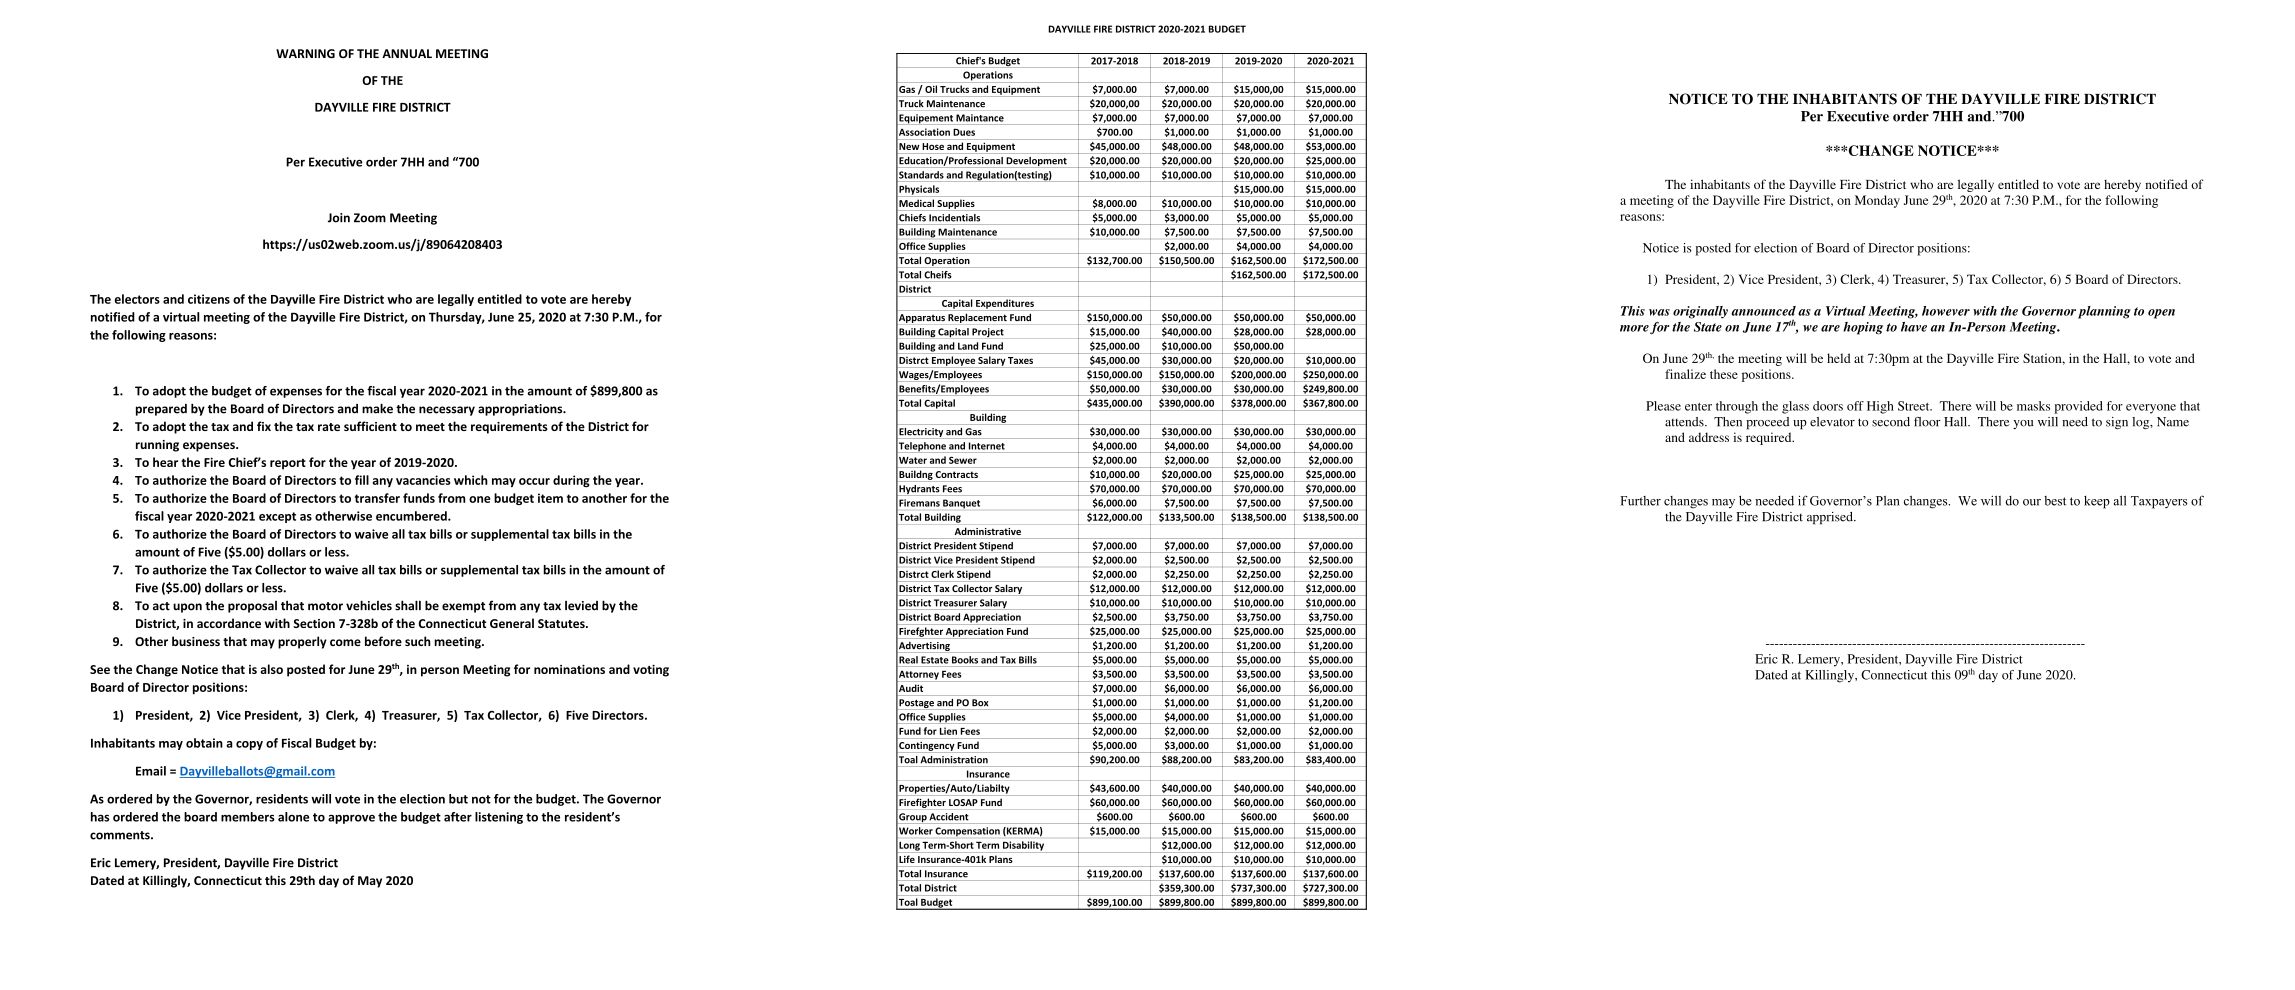 WARNING OF THE ANNUAL MEETING
OF THE
DAYVILLE FIRE DISTRICT
Per Executive order 7HH and “700
Join Zoom Meeting
https://us02web.zoom.us/j/89064208403
The electors and citizens of the Dayville Fire District who are legally entitled to vote are hereby
notified of a virtual meeting of the Dayville Fire District, on Thursday, June 25, 2020 at 7:30 P.M., for
the following reasons:
1. To adopt the budget of expenses for the fiscal year 2020-2021 in the amount of $899,800 as
prepared by the Board of Directors and make the necessary appropriations.
2. To adopt the tax and fix the tax rate sufficient to meet the requirements of the District for
running expenses.
3. To hear the Fire Chief’s report for the year of 2019-2020.
4. To authorize the Board of Directors to fill any vacancies which may occur during the year.
5. To authorize the Board of Directors to transfer funds from one budget item to another for the
fiscal year 2020-2021 except as otherwise encumbered.
6. To authorize the Board of Directors to waive all tax bills or supplemental tax bills in the
amount of Five ($5.00) dollars or less.
7. To authorize the Tax Collector to waive all tax bills or supplemental tax bills in the amount of
Five ($5.00) dollars or less.
8. To act upon the proposal that motor vehicles shall be exempt from any tax levied by the
District, in accordance with Section 7-328b of the Connecticut General Statutes.
9. Other business that may properly come before such meeting.
See the Change Notice that is also posted for June 29th, in person Meeting for nominations and voting
Board of Director positions:
1) President, 2) Vice President, 3) Clerk, 4) Treasurer, 5) Tax Collector, 6) Five Directors.
Inhabitants may obtain a copy of Fiscal Budget by:
Email = Dayvilleballots@gmail.com
As ordered by the Governor, residents will vote in the election but not for the budget. The Governor
has ordered the board members alone to approve the budget after listening to the resident’s
comments.
Eric Lemery, President, Dayville Fire District
Dated at Killingly, Connecticut this 29th day of May 2020
DAYVILLE FIRE DISTRICT 2020-2021 BUDGET
Chief's Budget 2017-2018 2018-2019 2019-2020 2020-2021
Operations
Gas / Oil Trucks and Equipment $7,000.00 $7,000.00 $15,000,00 $15,000.00
Truck Maintenance $20,000,00 $20,000.00 $20,000.00 $20,000.00
Equipement Maintance $7,000.00 $7,000.00 $7,000.00 $7,000.00
Association Dues $700.00 $1,000.00 $1,000.00 $1,000.00
New Hose and Equipment $45,000.00 $48,000.00 $48,000.00 $53,000.00
Education/Professional Development $20,000.00 $20,000.00 $20,000.00 $25,000.00
Standards and Regulation(testing) $10,000.00 $10,000.00 $10,000.00 $10,000.00
Physicals $15,000.00 $15,000.00
Medical Supplies $8,000.00 $10,000.00 $10,000.00 $10,000.00
Chiefs Incidentials $5,000.00 $3,000.00 $5,000.00 $5,000.00
Building Maintenance $10,000.00 $7,500.00 $7,500.00 $7,500.00
Office Supplies $2,000.00 $4,000.00 $4,000.00
Total Operation $132,700.00 $150,500.00 $162,500.00 $172,500.00
Total Cheifs $162,500.00 $172,500.00
District
Capital Expenditures
Apparatus Replacement Fund $150,000.00 $50,000.00 $50,000.00 $50,000.00
Building Capital Project $15,000.00 $40,000.00 $28,000.00 $28,000.00
Building and Land Fund $25,000.00 $10,000.00 $50,000.00
Distrct Employee Salary Taxes $45,000.00 $30,000.00 $20,000.00 $10,000.00
Wages/Employees $150,000.00 $150,000.00 $200,000.00 $250,000.00
Benefits/Employees $50,000.00 $30,000.00 $30,000.00 $249,800.00
Total Capital $435,000.00 $390,000.00 $378,000.00 $367,800.00
Building
Electricity and Gas $30,000.00 $30,000.00 $30,000.00 $30,000.00
Telephone and Internet $4,000.00 $4,000.00 $4,000.00 $4,000.00
Water and Sewer $2,000.00 $2,000.00 $2,000.00 $2,000.00
Buildng Contracts $10,000.00 $20,000.00 $25,000.00 $25,000.00
Hydrants Fees $70,000.00 $70,000.00 $70,000.00 $70,000.00
Firemans Banquet $6,000.00 $7,500.00 $7,500.00 $7,500.00
Total Building $122,000.00 $133,500.00 $138,500.00 $138,500.00
Administrative
District President Stipend $7,000.00 $7,000.00 $7,000.00 $7,000.00
District Vice President Stipend $2,000.00 $2,500.00 $2,500.00 $2,500.00
Distrct Clerk Stipend $2,000.00 $2,250.00 $2,250.00 $2,250.00
District Tax Collector Salary $12,000.00 $12,000.00 $12,000.00 $12,000.00
District Treasurer Salary $10,000.00 $10,000.00 $10,000.00 $10,000.00
District Board Appreciation $2,500.00 $3,750.00 $3,750.00 $3,750.00
Firefghter Appreciation Fund $25,000.00 $25,000.00 $25,000.00 $25,000.00
Advertising $1,200.00 $1,200.00 $1,200.00 $1,200.00
Real Estate Books and Tax Bills $5,000.00 $5,000.00 $5,000.00 $5,000.00
Attorney Fees $3,500.00 $3,500.00 $3,500.00 $3,500.00
Audit $7,000.00 $6,000.00 $6,000.00 $6,000.00
Postage and PO Box $1,000.00 $1,000.00 $1,000.00 $1,200.00
Office Supplies $5,000.00 $4,000.00 $1,000.00 $1,000.00
Fund for Lien Fees $2,000.00 $2,000.00 $2,000.00 $2,000.00
Contingency Fund $5,000.00 $3,000.00 $1,000.00 $1,000.00
Toal Administration $90,200.00 $88,200.00 $83,200.00 $83,400.00
Insurance
Properties/Auto/Liabilty $43,600.00 $40,000.00 $40,000.00 $40,000.00
Firefighter LOSAP Fund $60,000.00 $60,000.00 $60,000.00 $60,000.00
Group Accident $600.00 $600.00 $600.00 $600.00
Worker Compensation (KERMA) $15,000.00 $15,000.00 $15,000.00 $15,000.00
Long Term-Short Term Disability $12,000.00 $12,000.00 $12,000.00
Life Insurance-401k Plans $10,000.00 $10,000.00 $10,000.00
Total Insurance $119,200.00 $137,600.00 $137,600.00 $137,600.00
Total District $359,300.00 $737,300.00 $727,300.00
Toal Budget $899,100.00 $899,800.00 $899,800.00 $899,800.00
NOTICE TO THE INHABITANTS OF THE DAYVILLE FIRE DISTRICT
Per Executive order 7HH and.”700
***CHANGE NOTICE***
The inhabitants of the Dayville Fire District who are legally entitled to vote are hereby notified of
a meeting of the Dayville Fire District, on Monday June 29th, 2020 at 7:30 P.M., for the following
reasons:
Notice is posted for election of Board of Director positions:
1) President, 2) Vice President, 3) Clerk, 4) Treasurer, 5) Tax Collector, 6) 5 Board of Directors.
This was originally announced as a Virtual Meeting, however with the Governor planning to open
more for the State on June 17th, we are hoping to have an In-Person Meeting.
On June 29th, the meeting will be held at 7:30pm at the Dayville Fire Station, in the Hall, to vote and
finalize these positions.
Please enter through the glass doors off High Street. There will be masks provided for everyone that
attends. Then proceed up elevator to second floor Hall. There you will need to sign log, Name
and address is required.
Further changes may be needed if Governor’s Plan changes. We will do our best to keep all Taxpayers of
the Dayville Fire District apprised.
----------------------------------------------------------------------
Eric R. Lemery, President, Dayville Fire District
Dated at Killingly, Connecticut this 09th day of June 2020.